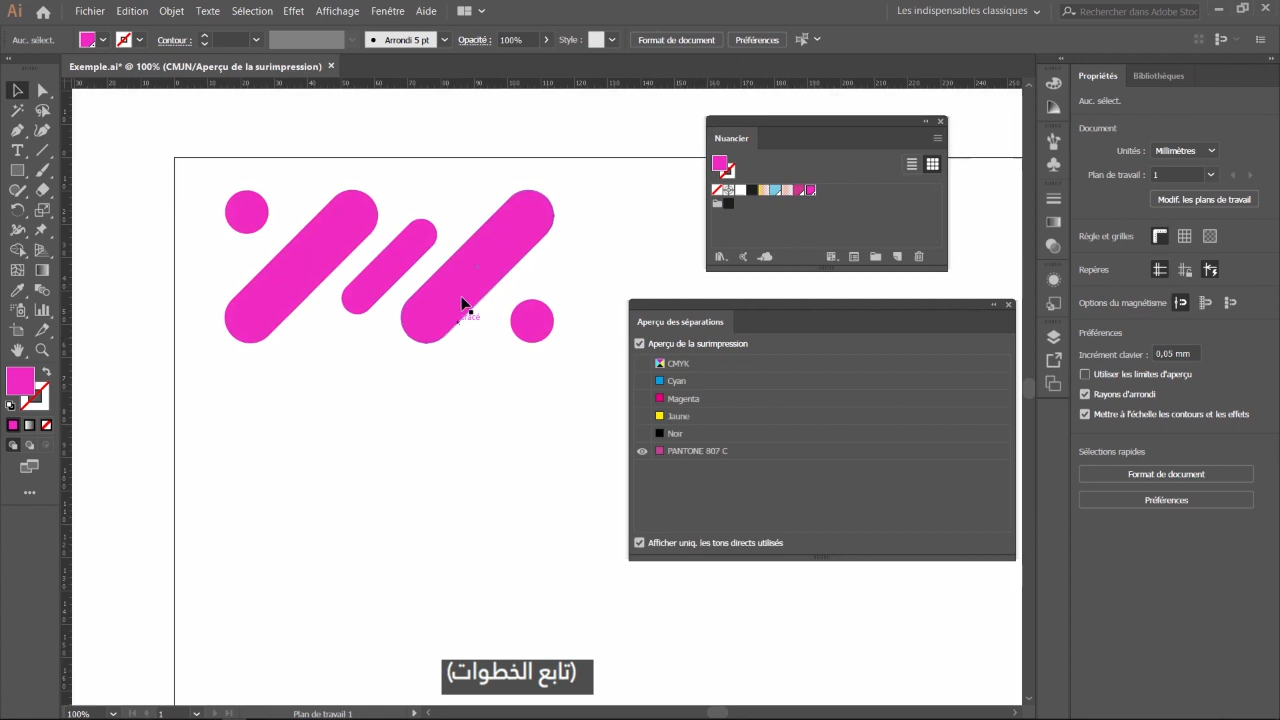 Ai
Fichier Edition Objet Texte Sélection Effet Affichage Fenêtre Aide
Les indispensables classiques
Rechercher dans Adobe Stoc
Auc. sélect.
Contour :
Arrondi 5 pt
Opacité : 100%
Style :
Format de document
Préférences
Exemple.ai* @ 100% (CMJN/Aperçu de la surimpression)
Propriétés Bibliothèques
Auc. sélect.
Document
Unités : Millimètres
Plan de travail : 1
Modif. les plans de travail
Règle et grilles
Repères
Options du magnétisme
Préférences
Incrément clavier : 0,05 mm
Utiliser les limites d'aperçu
Rayons d'arrondi
Mettre à l'échelle les contours et les effets
Sélections rapides
Format de document
Préférences
Nuancier
Aperçu des séparations
Aperçu de la surimpression
CMYK
Cyan
Magenta
Jaune
Noir
PANTONE 807 C
Afficher uniq. les tons directs utilisés
(تابع الخطوات)
100% 1 Plan de travail 1